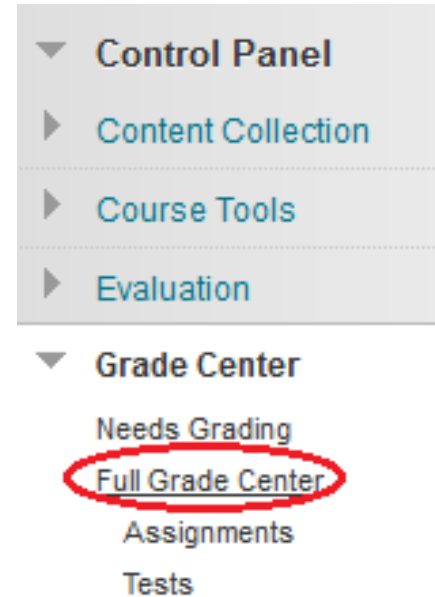 Control Panel
Content Collection
Course Tools
Evaluation
Grade Center
Needs Grading
Full Grade Center
Assignments
Tests